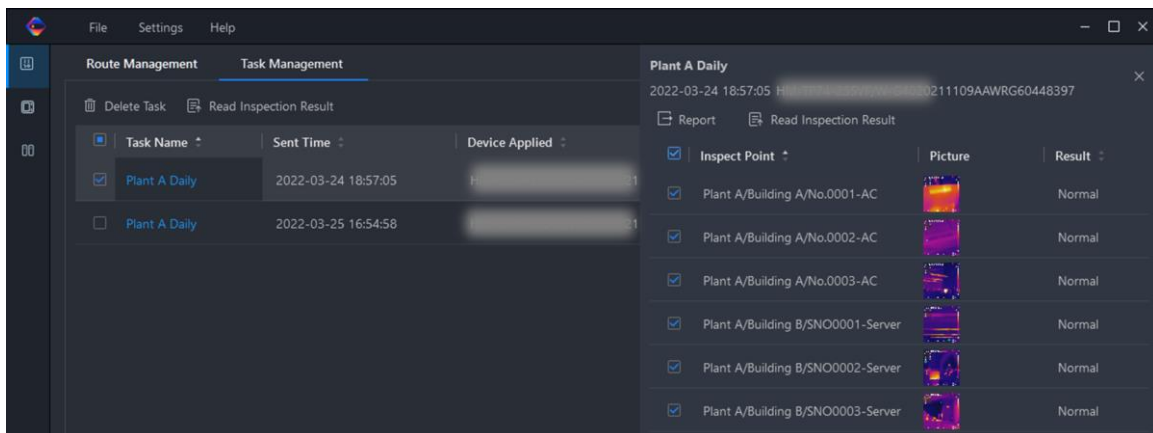 File Settings Help
Route Management Task Management
Delete Task Read Inspection Result
Task Name Sent Time Device Applied
Plant A Daily 2022-03-24 18:57:05
Plant A Daily 2022-03-25 16:54:58
Plant A Daily
2022-03-24 18:57:05 20211109AAWRG60448397
Report Read Inspection Result
Inspect Point Picture Result
Plant A/Building A/No.0001-AC Normal
Plant A/Building A/No.0002-AC Normal
Plant A/Building A/No.0003-AC Normal
Plant A/Building B/SNO0001-Server Normal
Plant A/Building B/SNO0002-Server Normal
Plant A/Building B/SNO0003-Server Normal